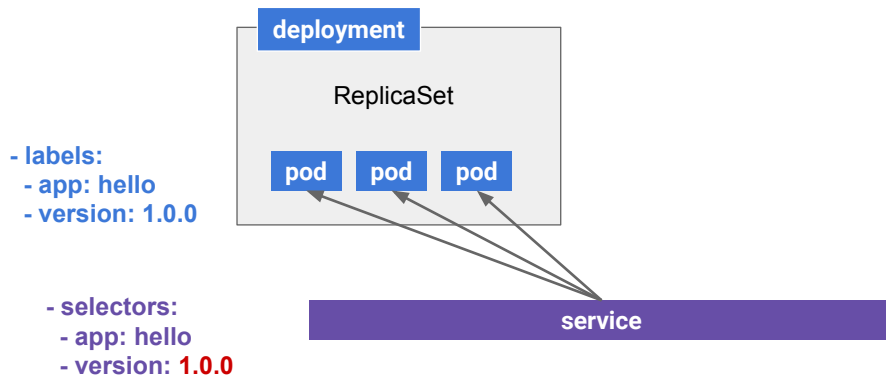 deployment
ReplicaSet
pod pod pod
- labels:
- app: hello
- version: 1.0.0
- selectors:
- app: hello
- version: 1.0.0
service